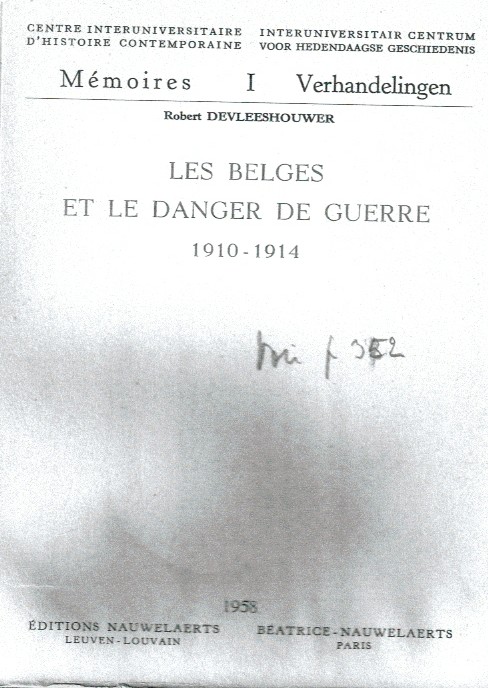 CENTRE INTERUNIVERSITAIRE
D'HISTOIRE CONTEMPORAINE
INTERUNIVERSITAIR CENTRUM
VOOR HEDENDAAGSE GESCHIEDENIS
Mémoires I Verhandelingen
Robert DEVLEESHOUWER
LES BELGES
ET LE DANGER DE GUERRE
1910-1914
1958
ÉDITIONS NAUWELAERTS
LEUVEN-LOUVAIN
BÉATRICE-NAUWELAERTS
PARIS